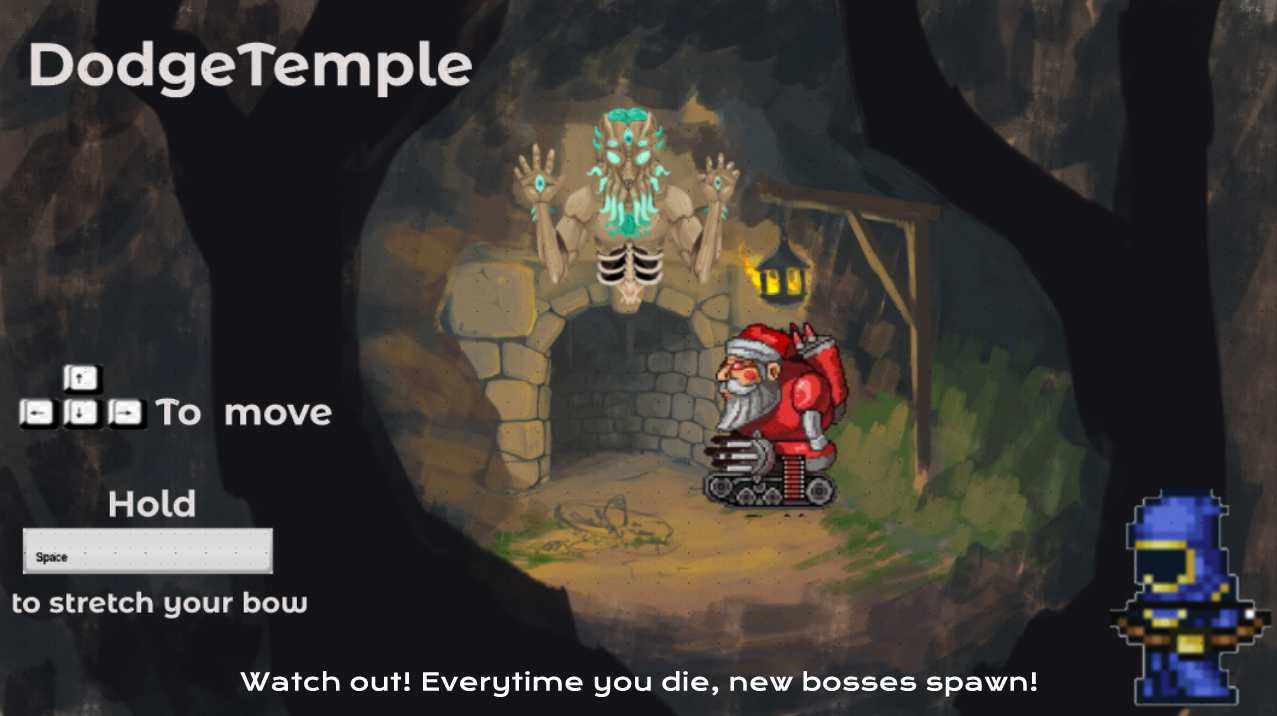 DodgeTemple
↑
← ↓ → To move
Hold
Space
to stretch your bow
Watch out! Everytime you die, new bosses spawn!